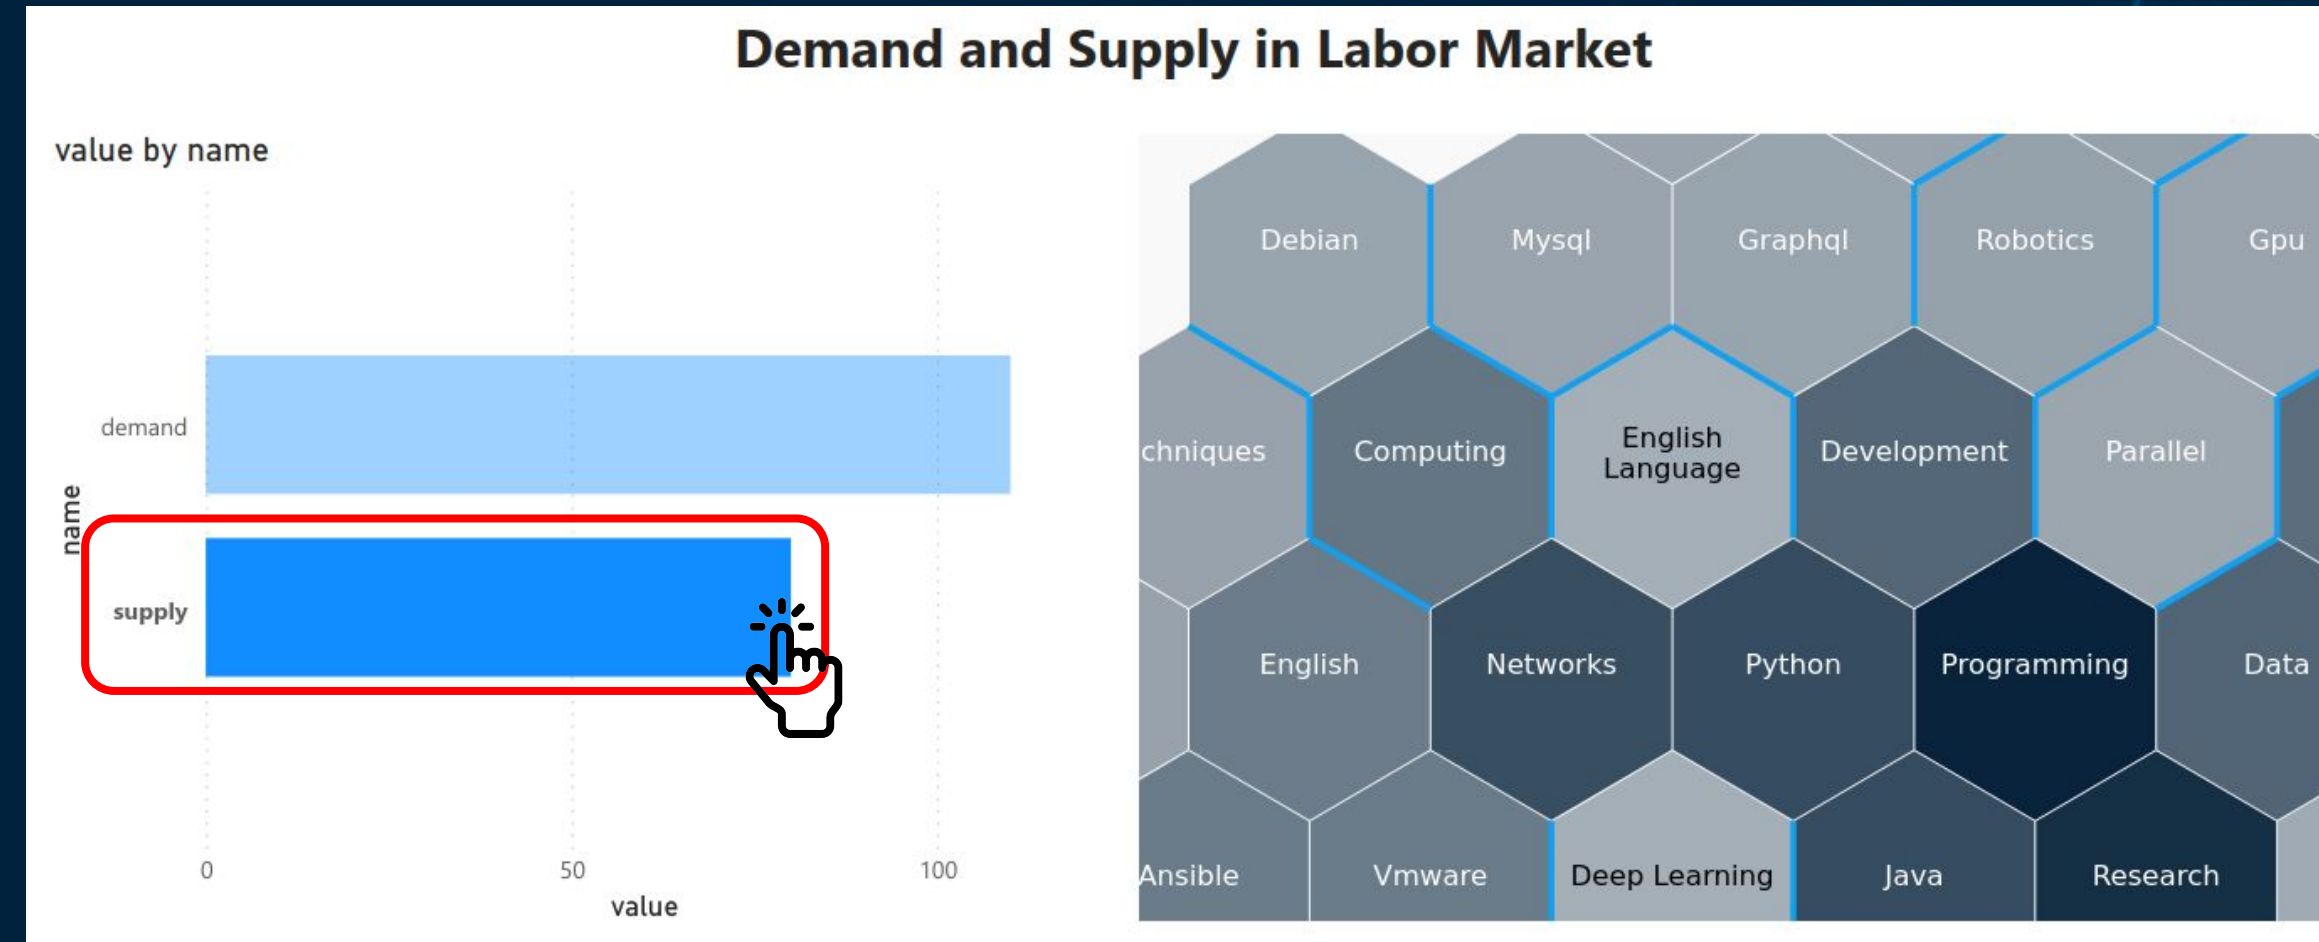 Demand and Supply in Labor Market
value by name
demand
supply
name
0
50
100
value
Debian
Mysql
Graphql
Robotics
Gpu
chniques
Computing
English
Language
Development
Parallel
English
Networks
Python
Programming
Data
Ansible
Vmware
Deep Learning
Java
Research